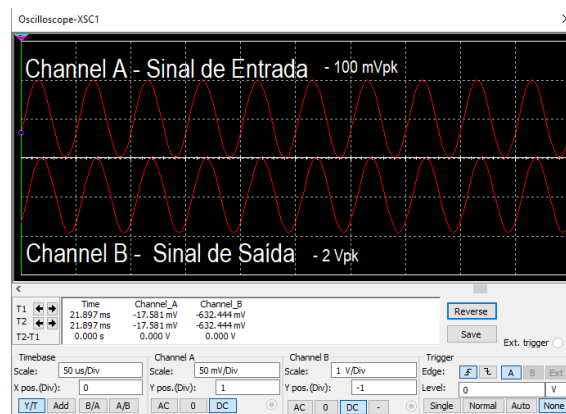 Oscilloscope-XSC1
Channel A - Sinal de Entrada - 100 mVpk
Channel B - Sinal de Saída - 2 Vpk
Time Channel_A Channel_B
T1 21.897 ms -17.581 mV -632.444 mV
T2 21.897 ms -17.581 mV -632.444 mV
T2-T1 0.000 s 0.000 V 0.000 V
Reverse
Save
Ext. trigger
Timebase
Scale: 50 us/Div
X pos.(Div): 0
Y/T Add B/A A/B
Channel A
Scale: 50 mV/Div
Y pos.(Div): 1
AC 0 DC
Channel B
Scale: 1 V/Div
Y pos.(Div): -1
AC 0 DC -
Trigger
Edge: A B Ext
Level: 0 V
Single Normal Auto None